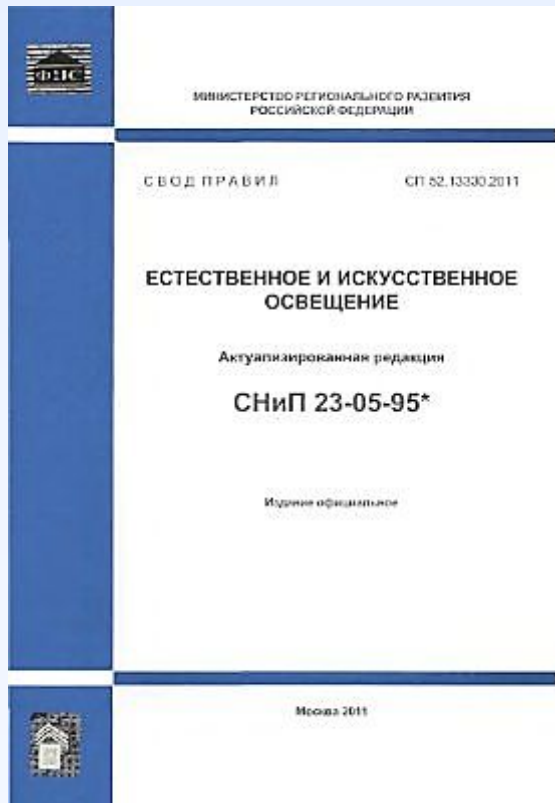 ФЦС
МИНИСТЕРСТВО РЕГИОНАЛЬНОГО РАЗВИТИЯ
РОССИЙСКОЙ ФЕДЕРАЦИИ
СВОД ПРАВИЛ
СП 52.13330.2011
ЕСТЕСТВЕННОЕ И ИСКУССТВЕННОЕ
ОСВЕЩЕНИЕ
Актуализированная редакция
СНиП 23-05-95*
Издание официальное
Москва 2011